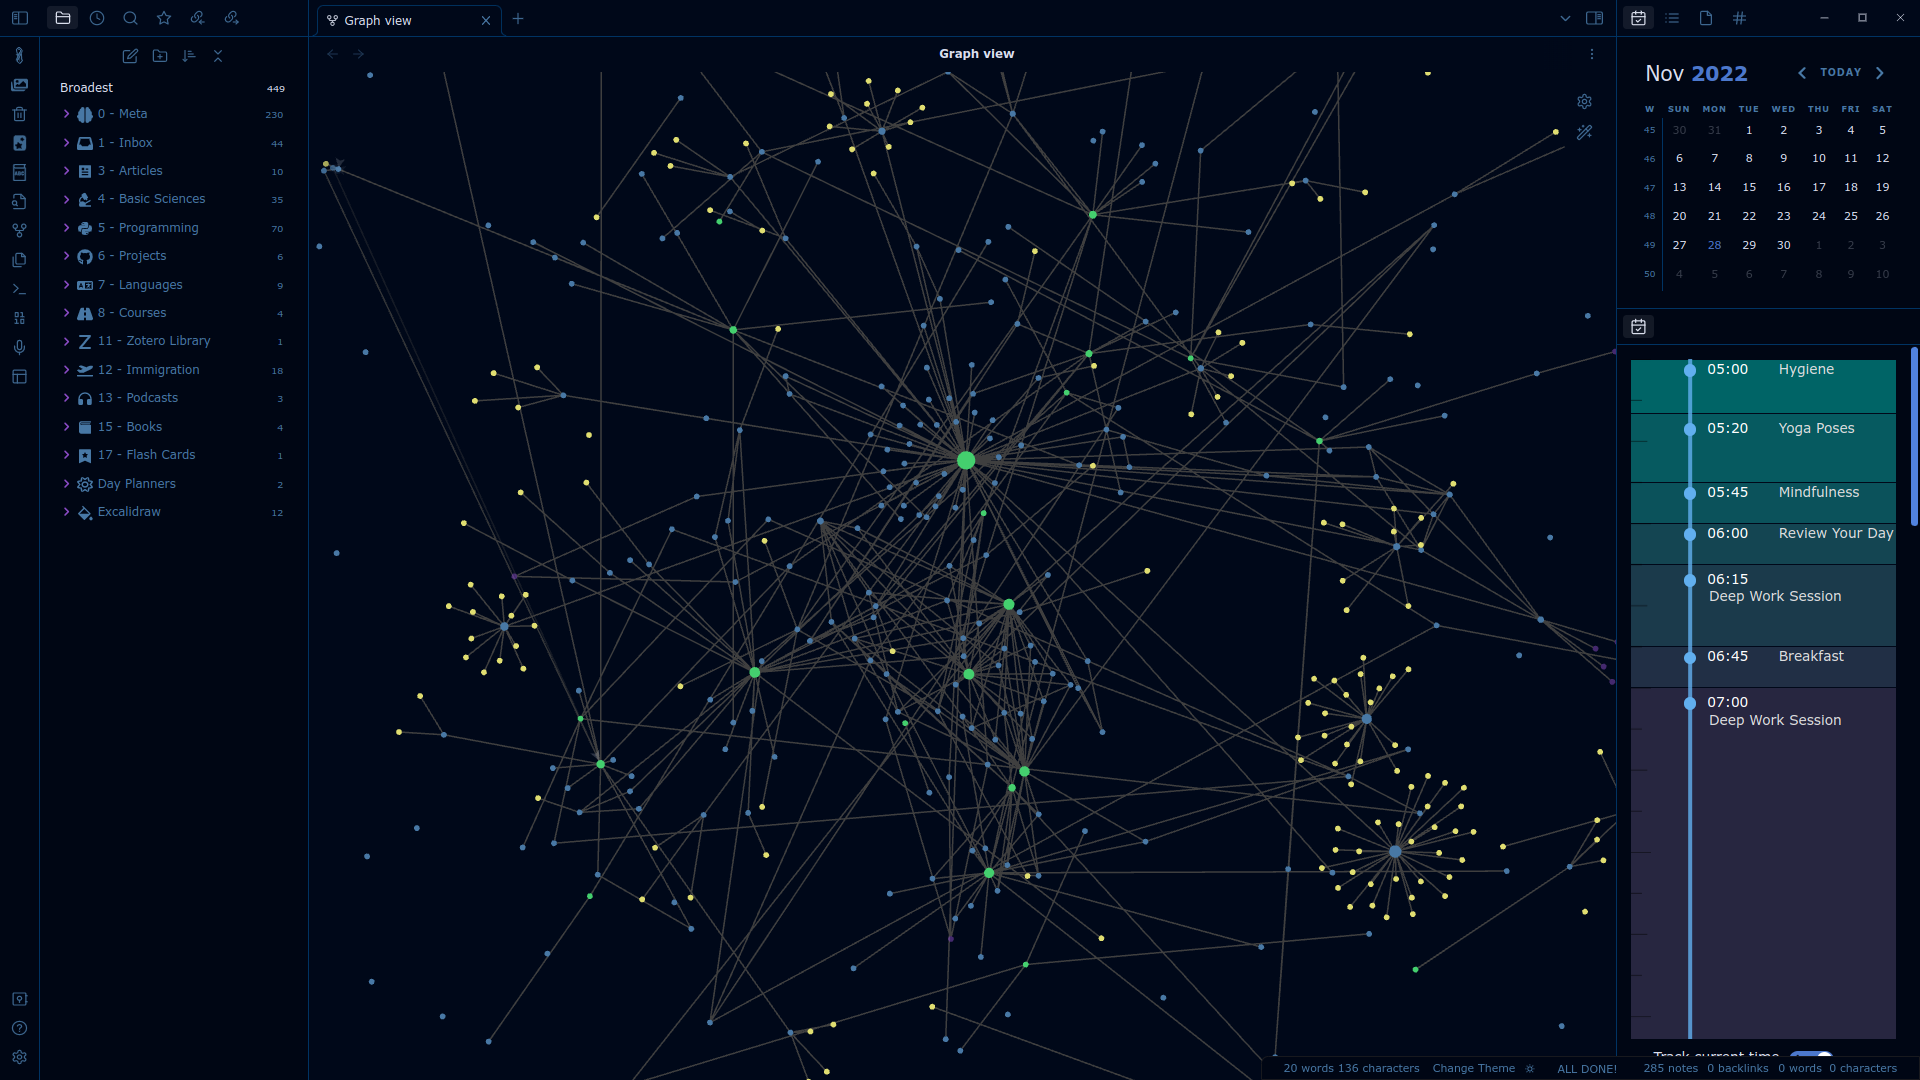 Graph view
Graph view
Broadest 449
0 - Meta 230
1 - Inbox 44
3 - Articles 10
4 - Basic Sciences 35
5 - Programming 70
6 - Projects 6
7 - Languages 9
8 - Courses 4
11 - Zotero Library 1
12 - Immigration 18
13 - Podcasts 3
15 - Books 4
17 - Flash Cards 1
Day Planners 2
Excalidraw 12
Nov 2022 TODAY
W SUN MON TUE WED THU FRI SAT
45 30 31 1 2 3 4 5
46 6 7 8 9 10 11 12
47 13 14 15 16 17 18 19
48 20 21 22 23 24 25 26
49 27 28 29 30 1 2 3
50 4 5 6 7 8 9 10
05:00 Hygiene
05:20 Yoga Poses
05:45 Mindfulness
06:00 Review Your Day
06:15
Deep Work Session
06:45 Breakfast
07:00
Deep Work Session
Track current time
20 words 136 characters Change Theme ALL DONE! 285 notes 0 backlinks 0 words 0 characters